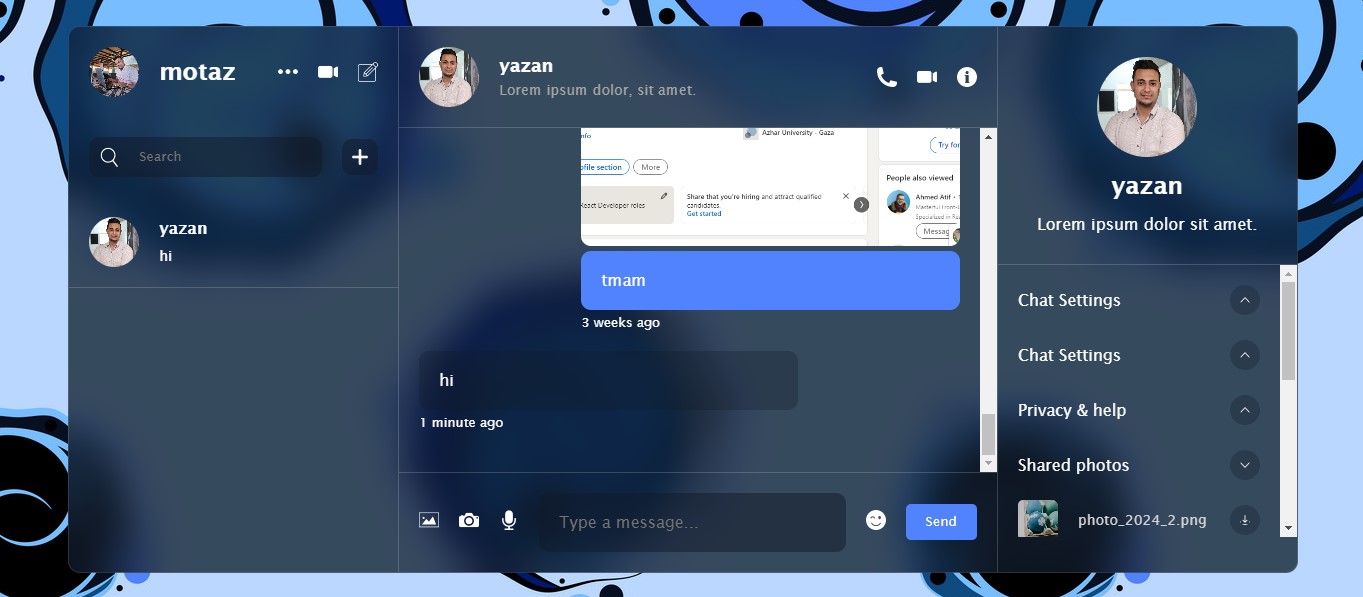 motaz
Search
yazan
hi
yazan
Lorem ipsum dolor, sit amet.
Azhar University - Gaza
ofile section
More
Try for
People also viewed
React Developer roles
Share that you're hiring and attract qualified
candidates.
Get started
Ahmed Atif
Messag
tmam
3 weeks ago
hi
1 minute ago
Type a message...
Send
yazan
Lorem ipsum dolor sit amet.
Chat Settings
Chat Settings
Privacy & help
Shared photos
photo_2024_2.png